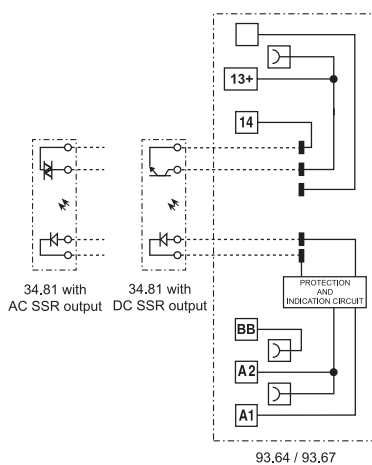 13+
14
34.81 with
AC SSR output
34.81 with
DC SSR output
PROTECTION
AND
INDICATION CIRCUIT
BB
A2
A1
93.64 / 93.67